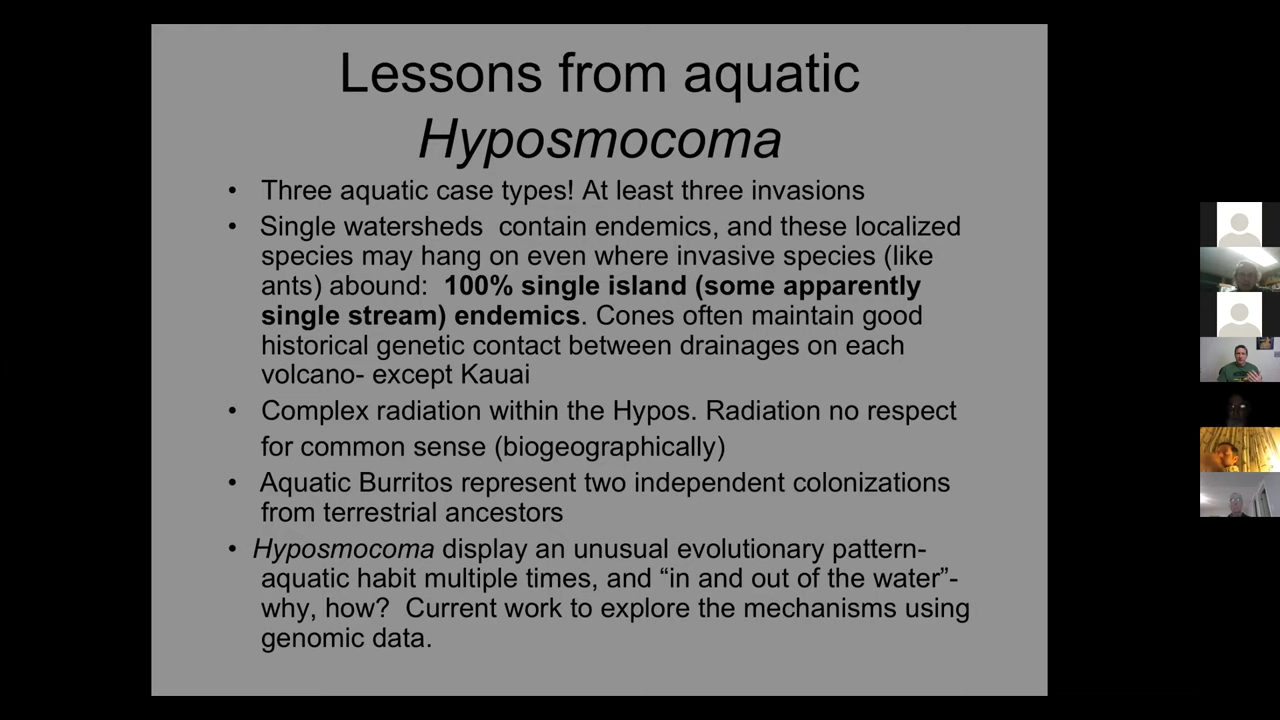 Lessons from aquatic
Hyposmocoma
• Three aquatic case types! At least three invasions
• Single watersheds  contain endemics, and these localized
species may hang on even where invasive species (like
ants) abound:  100% single island (some apparently
single stream) endemics. Cones often maintain good
historical genetic contact between drainages on each
volcano- except Kauai
• Complex radiation within the Hypos. Radiation no respect
for common sense (biogeographically)
• Aquatic Burritos represent two independent colonizations
from terrestrial ancestors
• Hyposmocoma display an unusual evolutionary pattern-
aquatic habit multiple times, and “in and out of the water”-
why, how?  Current work to explore the mechanisms using
genomic data.